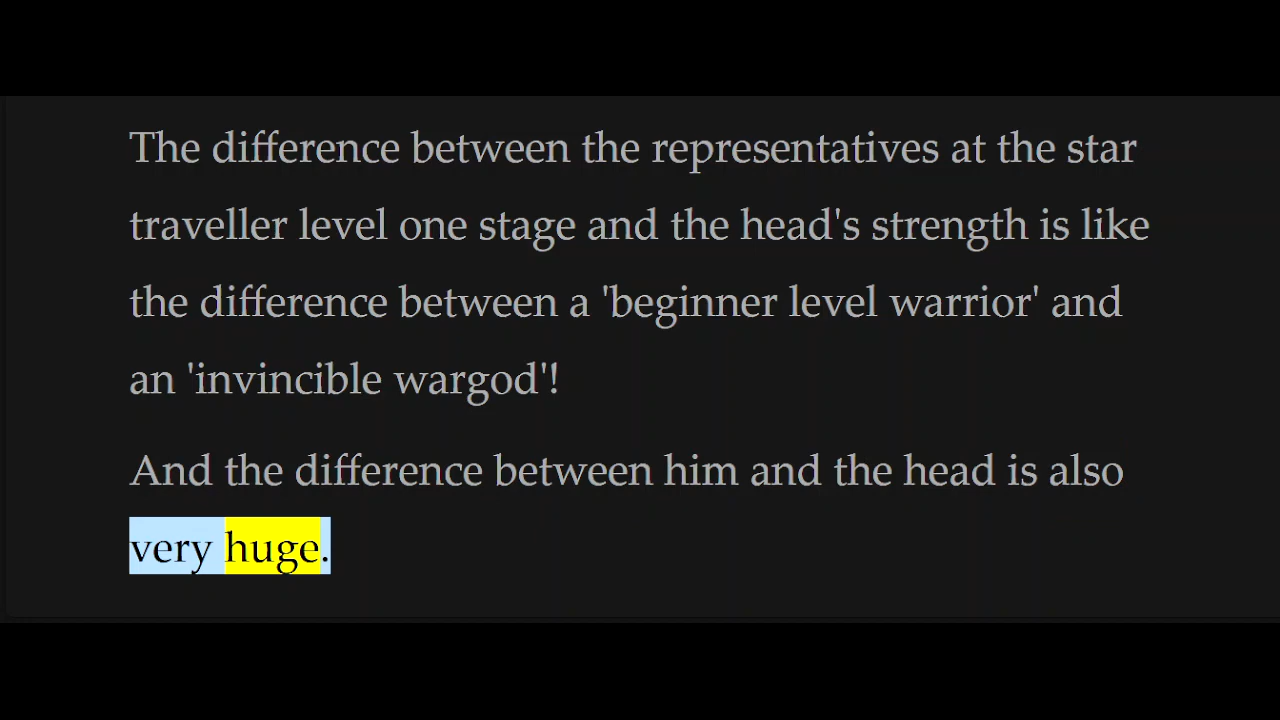 The difference between the representatives at the star
traveller level one stage and the head's strength is like
the difference between a 'beginner level warrior' and
an 'invincible wargod'!
And the difference between him and the head is also
very huge.